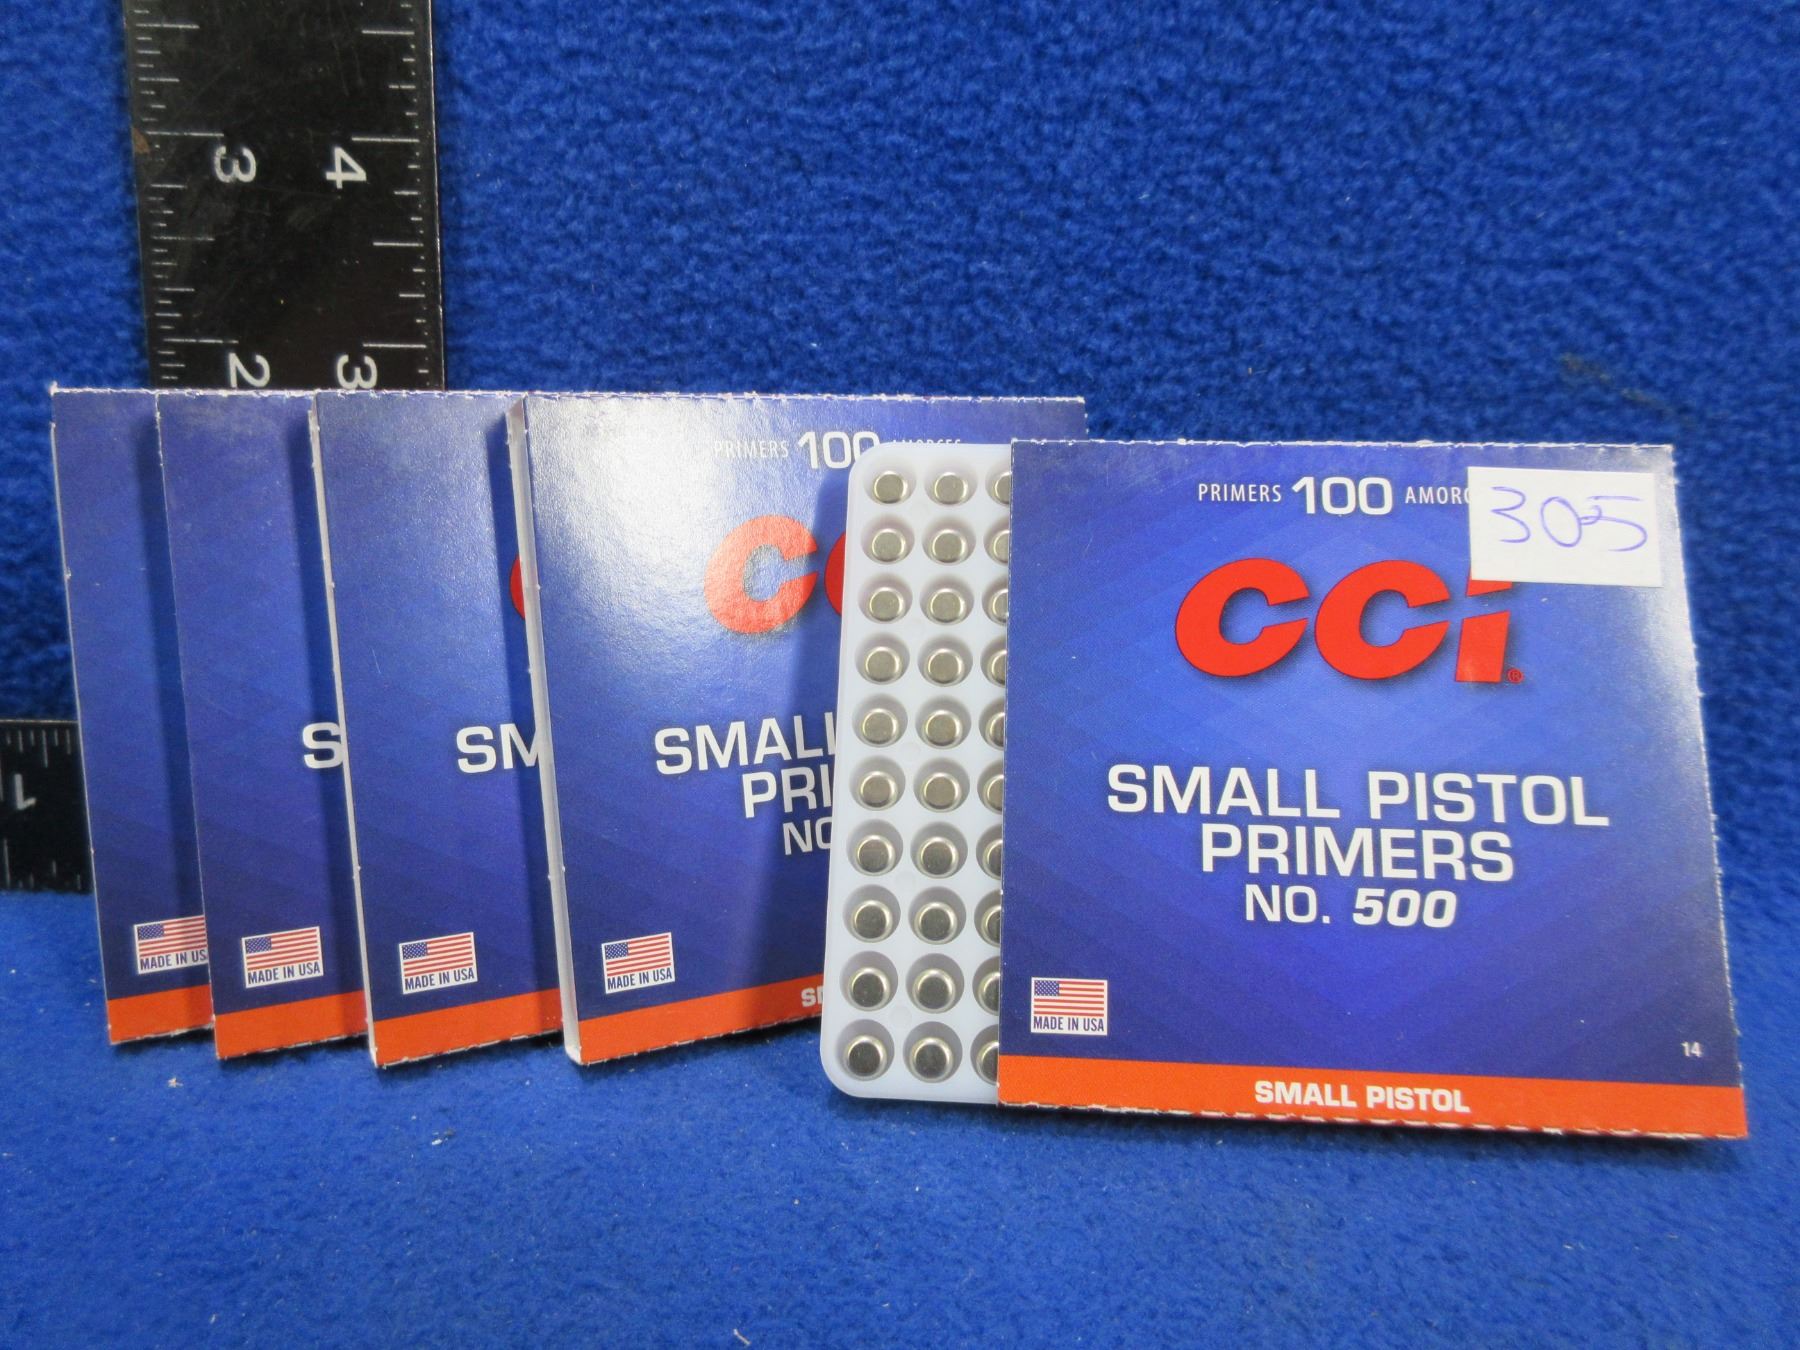 3 4
2 3
1
MADE IN USA
S
MADE IN USA
SM
MADE IN USA
PRIMERS 100
SMALL
PRI
NO
MADE IN USA
PRIMERS 100 AMORC
305
CCI
SMALL PISTOL
PRIMERS
NO. 500
MADE IN USA
14
SMALL PISTOL